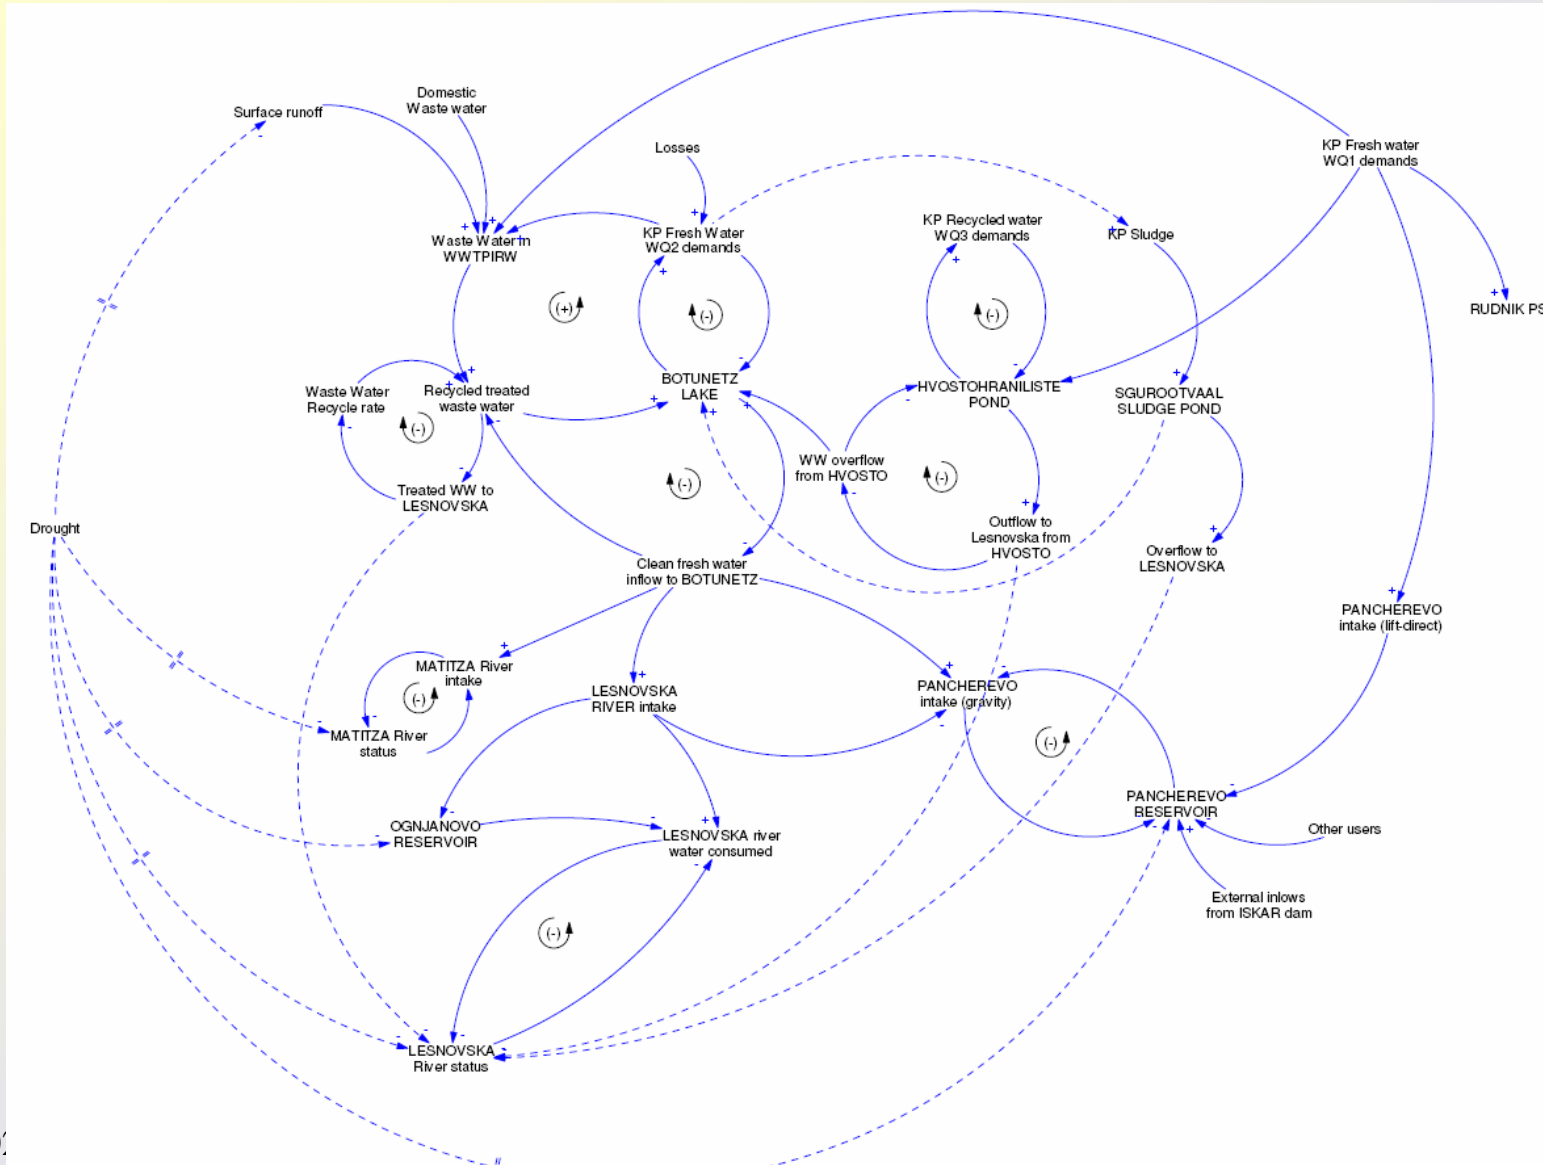 Domestic
Waste water
Surface runoff
Losses
KP Fresh water
WQ1 demands
Waste Water in
WWTPIRW
KP Fresh Water
WQ2 demands
KP Recycled water
WQ3 demands
KP Sludge
RUDNIK PS
(+)
(-)
(-)
Waste Water
Recycle rate
Recycled treated
waste water
BOTUNETZ
LAKE
HVOSTOHRANILISTE
POND
SGUROOTVAAL
SLUDGE POND
(-)
(-)
WW overflow
from HVOSTO
(-)
Treated WW to
LESNOVSKA
Drought
Outflow to
Lesnovska from
HVOSTO
Overflow to
LESNOVSKA
Clean fresh water
inflow to BOTUNETZ
PANCHEREVO
intake (lift-direct)
MATITZA River
intake
(-)
LESNOVSKA
RIVER intake
PANCHEREVO
intake (gravity)
MATITZA River
status
(-)
PANCHEREVO
RESERVOIR
OGNJANOVO
RESERVOIR
LESNOVSKA river
water consumed
Other users
External inlows
from ISKAR dam
(-)
LESNOVSKA
River status